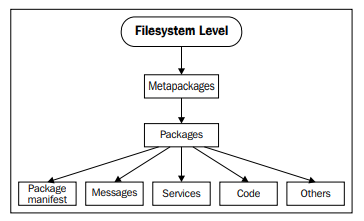 Filesystem Level
Metapackages
Packages
Package
manifest
Messages
Services
Code
Others